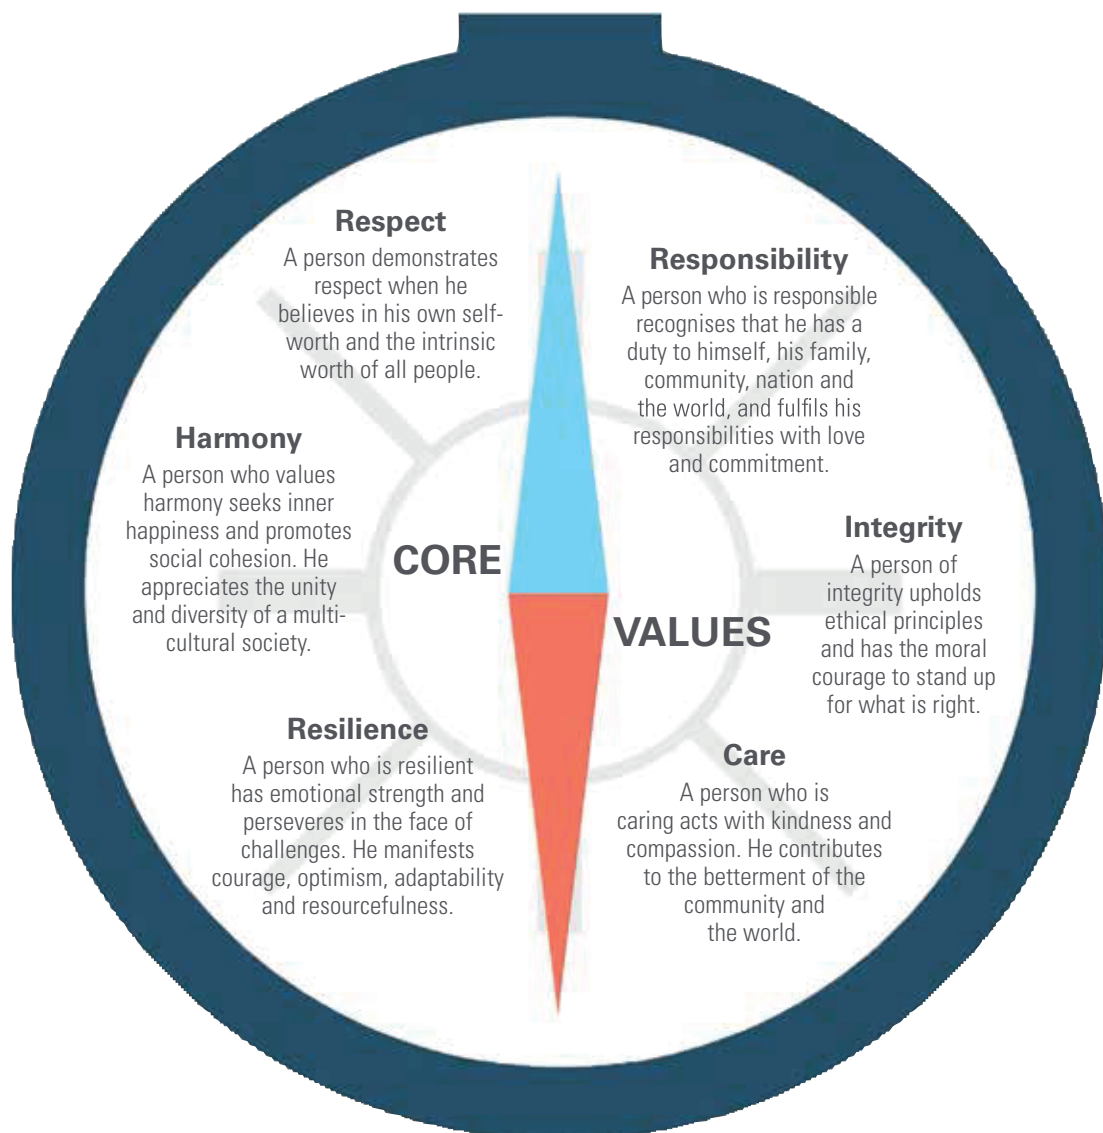 Respect
A person demonstrates
respect when he
believes in his own self-
worth and the intrinsic
worth of all people.
Responsibility
A person who is responsible
recognises that he has a
duty to himself, his family,
community, nation and
the world, and fulfils his
responsibilities with love
and commitment.
Harmony
A person who values
harmony seeks inner
happiness and promotes
social cohesion. He
appreciates the unity
and diversity of a multi-
cultural society.
CORE
VALUES
Integrity
A person of
integrity upholds
ethical principles
and has the moral
courage to stand up
for what is right.
Resilience
A person who is resilient
has emotional strength and
perseveres in the face of
challenges. He manifests
courage, optimism, adaptability
and resourcefulness.
Care
A person who is
caring acts with kindness and
compassion. He contributes
to the betterment of the
community and
the world.